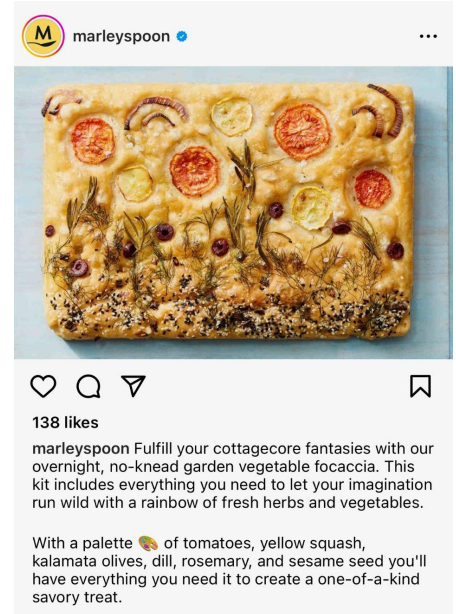 M
marleyspoon
138 likes
marleyspoon Fulfill your cottagecore fantasies with our
overnight, no-knead garden vegetable focaccia. This
kit includes everything you need to let your imagination
run wild with a rainbow of fresh herbs and vegetables.
With a palette 🎨 of tomatoes, yellow squash,
kalamata olives, dill, rosemary, and sesame seed you'll
have everything you need it to create a one-of-a-kind
savory treat.